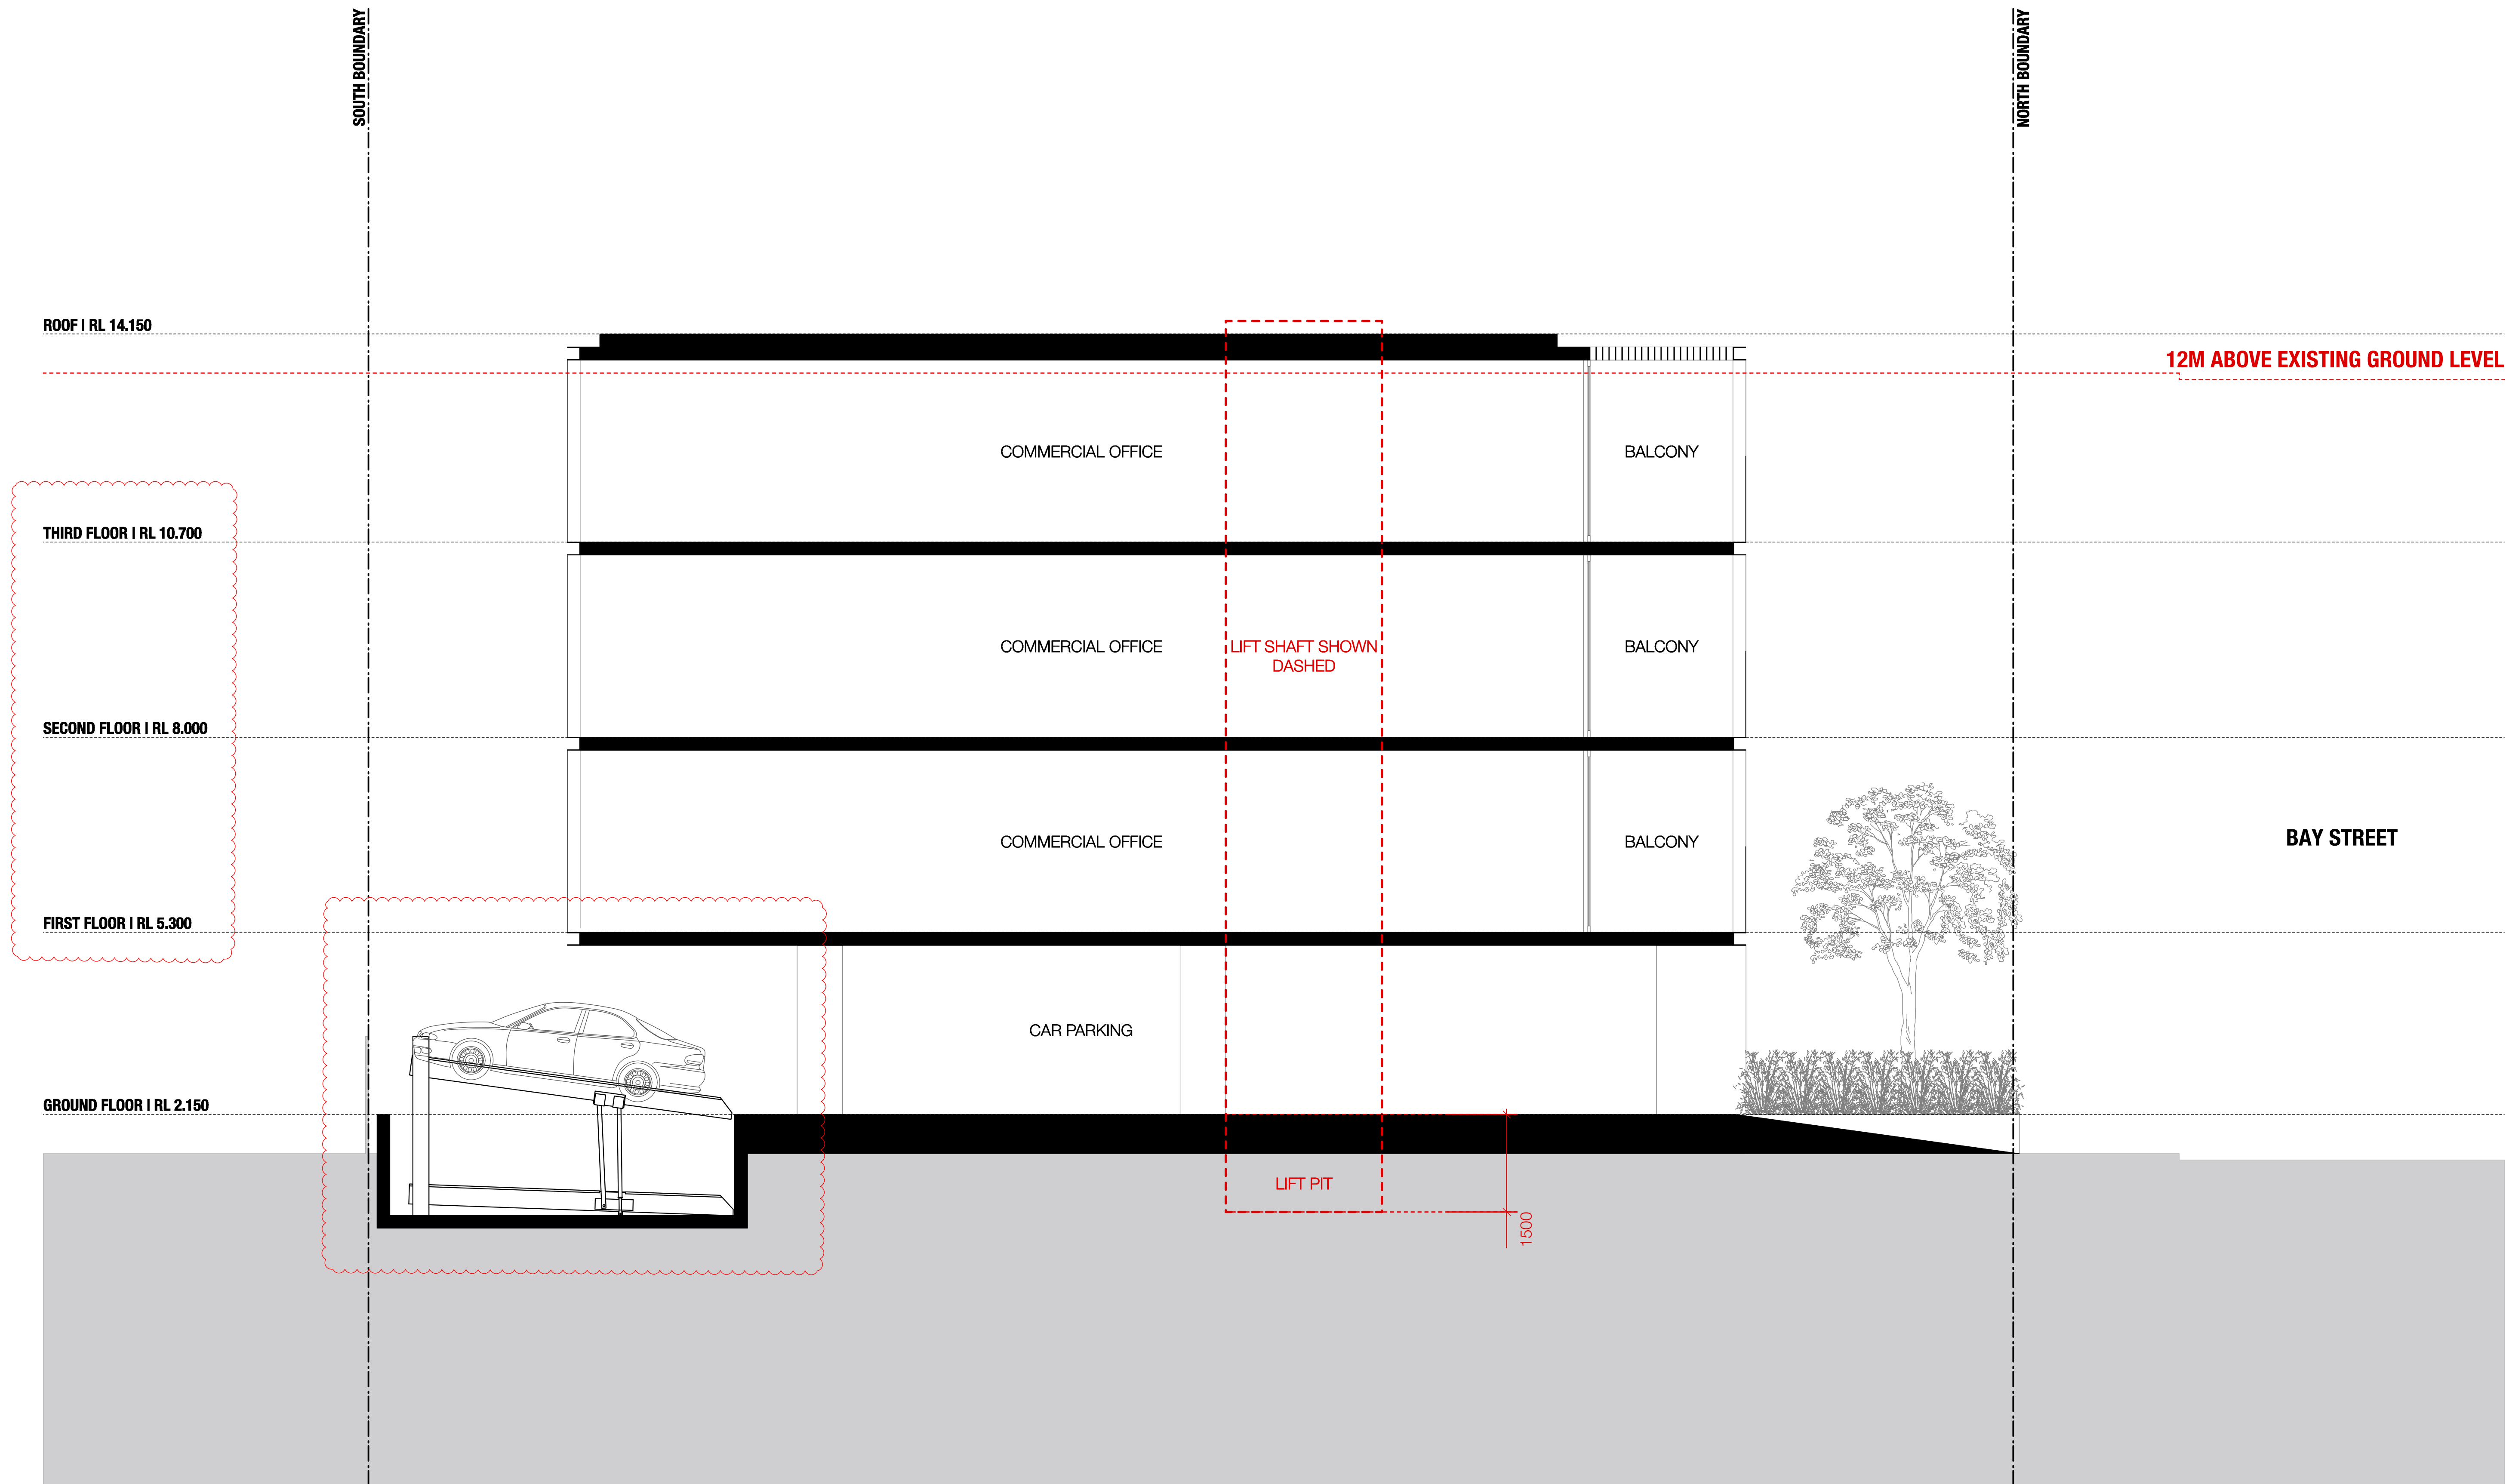 SOUTH BOUNDARY
NORTH BOUNDARY
ROOF | RL 14.150
12M ABOVE EXISTING GROUND LEVEL
COMMERCIAL OFFICE
BALCONY
THIRD FLOOR | RL 10.700
COMMERCIAL OFFICE
LIFT SHAFT SHOWN
DASHED
BALCONY
SECOND FLOOR | RL 8.000
COMMERCIAL OFFICE
BALCONY
BAY STREET
FIRST FLOOR | RL 5.300
CAR PARKING
GROUND FLOOR | RL 2.150
LIFT PIT
1500